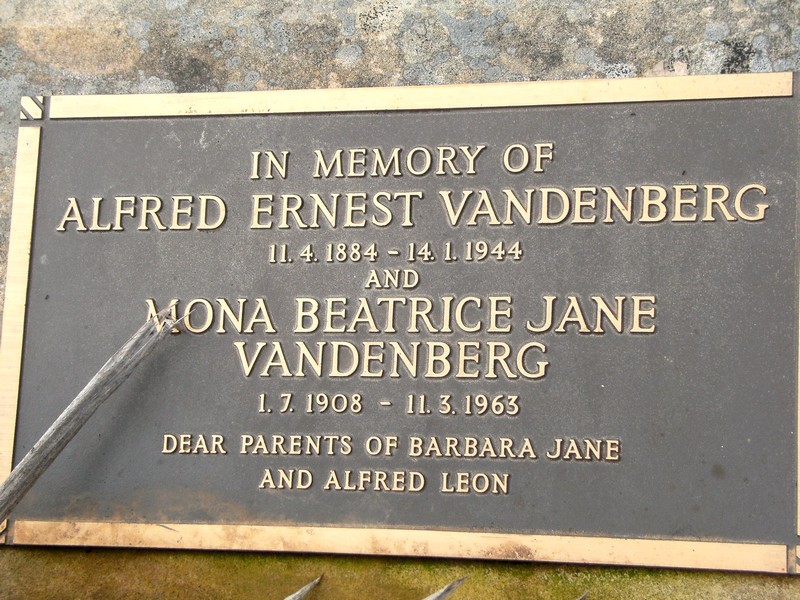 IN MEMORY OF
ALFRED ERNEST VANDENBERG
11. 4. 1884 - 14. 1. 1944
AND
MONA BEATRICE JANE
VANDENBERG
1. 7. 1908 - 11. 3. 1963
DEAR PARENTS OF BARBARA JANE
AND ALFRED LEON